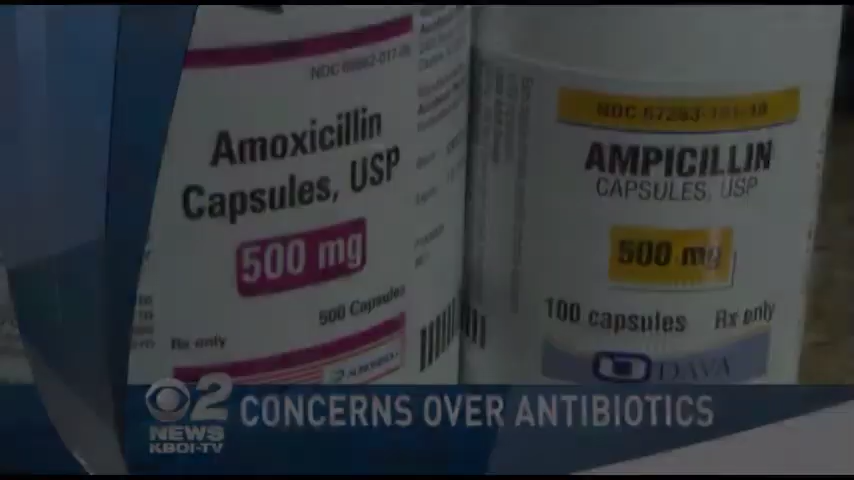 Amoxicillin
Capsules, USP
500 mg
500 Capsules
Rx only
AMPICILLIN
CAPSULES, USP
500 mg
100 capsules Rx only
DAVA
2
NEWS
KBOI-TV
CONCERNS OVER ANTIBIOTICS